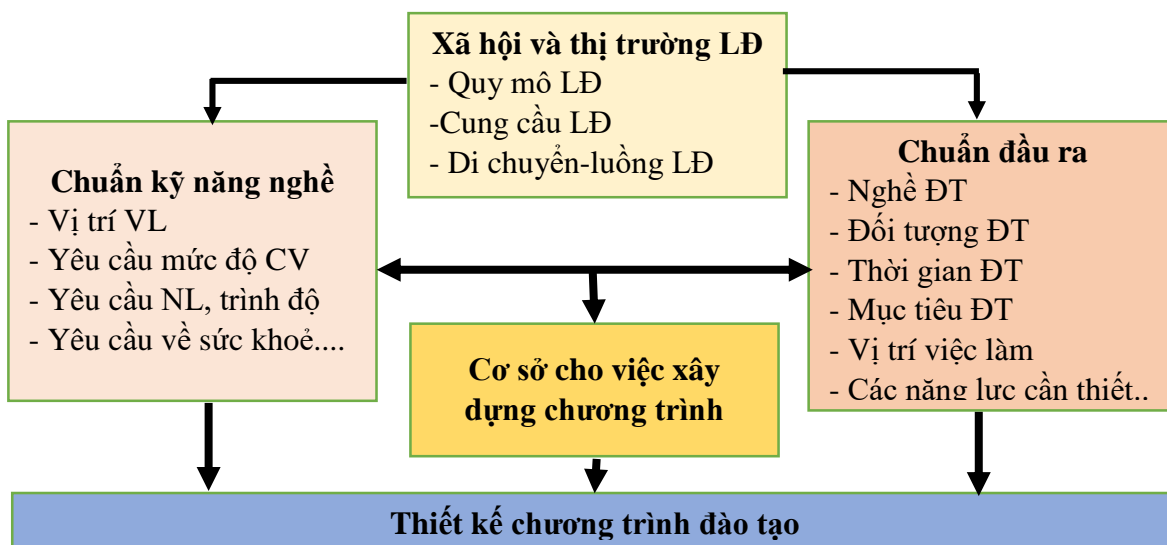 Xã hội và thị trường LĐ
- Quy mô LĐ
-Cung cầu LĐ
- Di chuyển-luồng LĐ
Chuẩn kỹ năng nghề
- Vị trí VL
- Yêu cầu mức độ CV
- Yêu cầu NL, trình độ
- Yêu cầu về sức khoẻ....
Chuẩn đầu ra
- Nghề ĐT
- Đối tượng ĐT
- Thời gian ĐT
- Mục tiêu ĐT
- Vị trí việc làm
- Các năng lực cần thiết..
Cơ sở cho việc xây
dựng chương trình
Thiết kế chương trình đào tạo